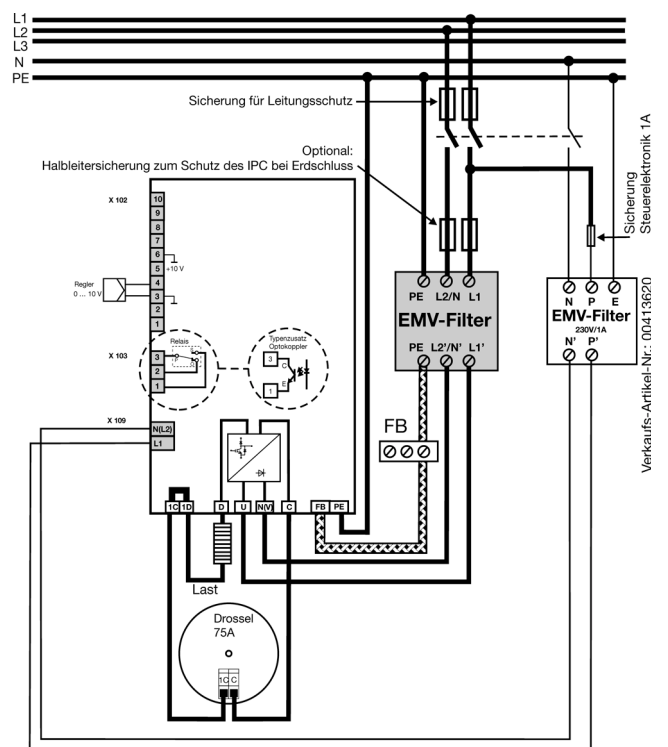 L1
L2
L3
N
PE
Sicherung für Leitungsschutz
Optional:
Halbleitersicherung zum Schutz des IPC bei Erdschluss
Sicherung
Steuerelektronik 1A
X 102
10
9
8
7
6
+10 V
5
4
3
2
1
Regler
0 ... 10 V
PE L2/N L1
EMV-Filter
PE L2'/N' L1'
N P E
EMV-Filter
230V/1A
N' P'
Verkaufs-Artikel-Nr.: 00413620
X 103
3
2
1
Relais
P
Typenzusatz
Optokoppler
3
C
E
1
FB
X 109
N(L2)
L1
1C 1D D U N(V) C FB PE
Last
Drossel
75A
1C C